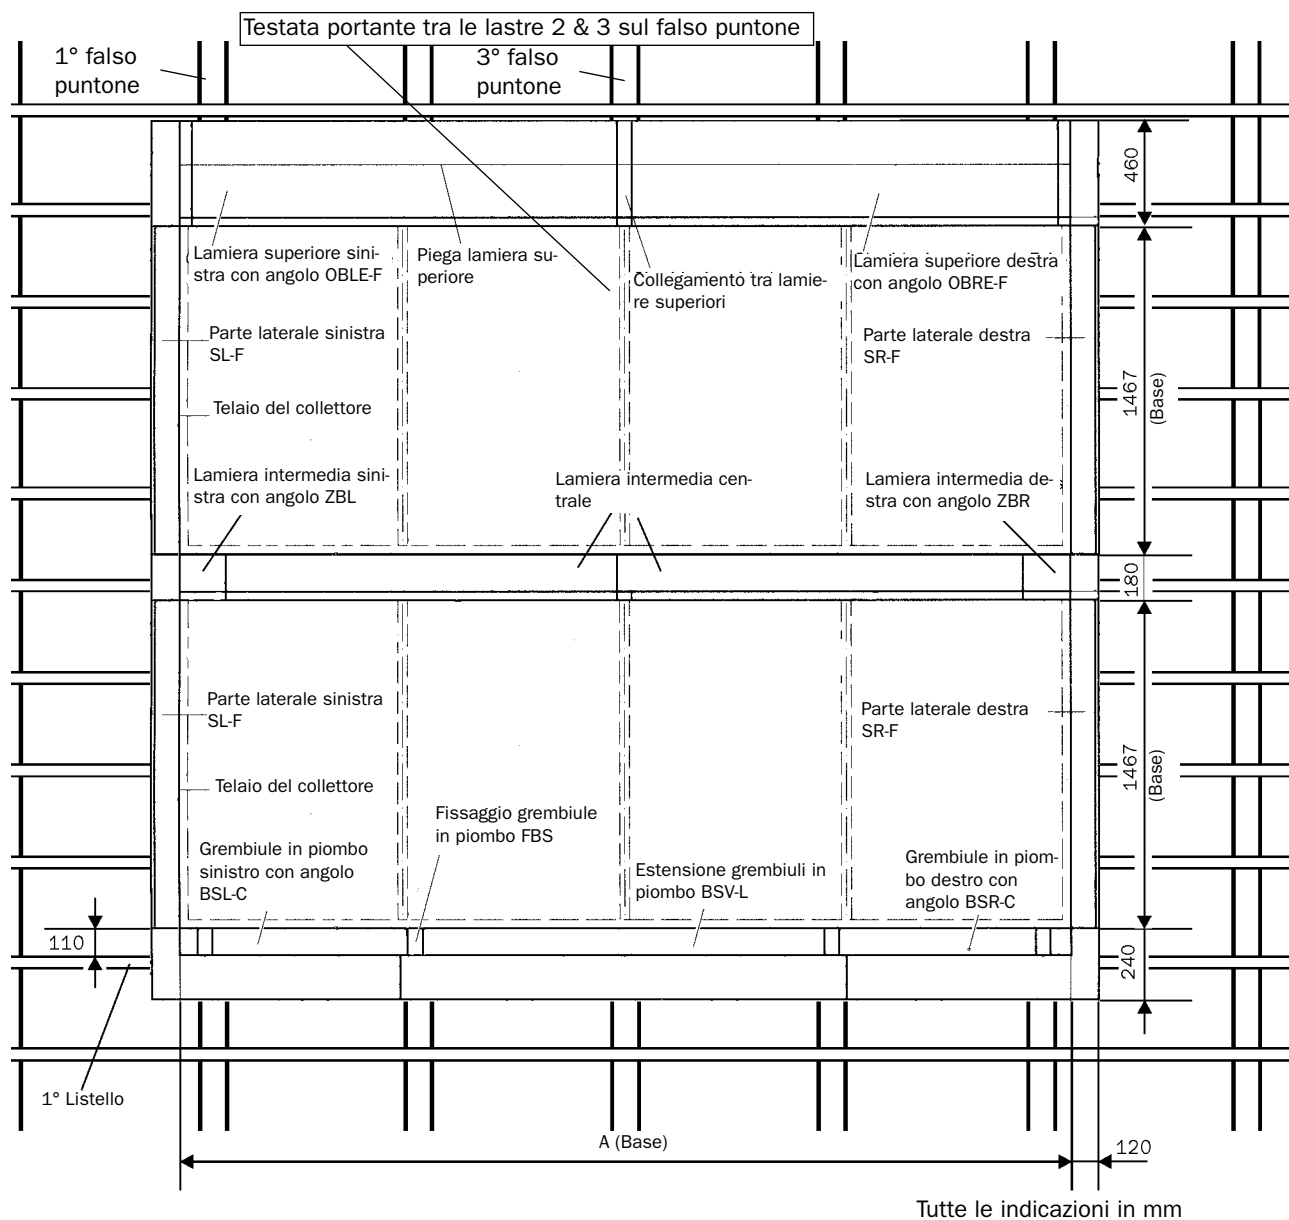 Testata portante tra le lastre 2 & 3 sul falso puntone
1° falso
puntone
3° falso
puntone
460
Lamiera superiore sini-
stra con angolo OBLE-F
Piega lamiera su-
periore
Collegamento tra lamie-
re superiori
Lamiera superiore destra
con angolo OBRE-F
Parte laterale sinistra
SL-F
Parte laterale destra
SR-F
1467
(Base)
Telaio del collettore
Lamiera intermedia sini-
stra con angolo ZBL
Lamiera intermedia cen-
trale
Lamiera intermedia de-
stra con angolo ZBR
180
Parte laterale sinistra
SL-F
Parte laterale destra
SR-F
1467
(Base)
Telaio del collettore
Fissaggio grembiule
in piombo FBS
Grembiule in piombo
sinistro con angolo
BSL-C
Estensione grembiuli in
piombo BSV-L
Grembiule in piom-
bo destro con
angolo BSR-C
110
240
1° Listello
A (Base)
120
Tutte le indicazioni in mm